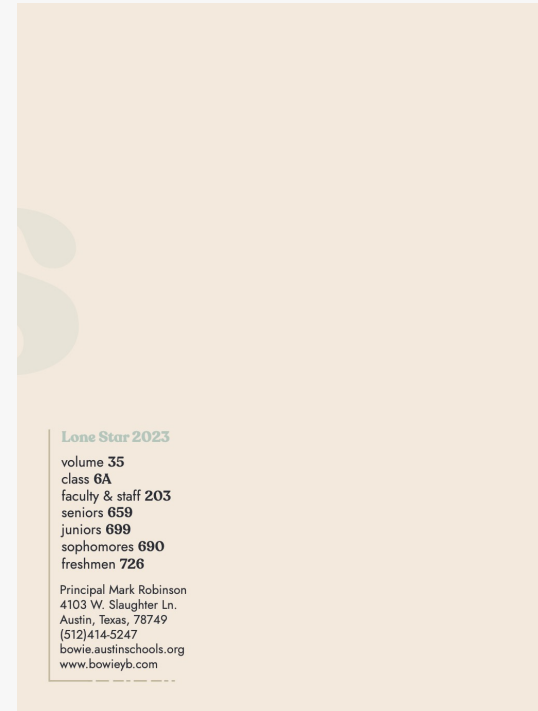 s
Lone Star 2023
volume 35
class 6A
faculty & staff 203
seniors 659
juniors 699
sophomores 690
freshmen 726
Principal Mark Robinson
4103 W. Slaughter Ln.
Austin, Texas, 78749
(512)414-5247
bowie.austinschools.org
www.bowieyb.com